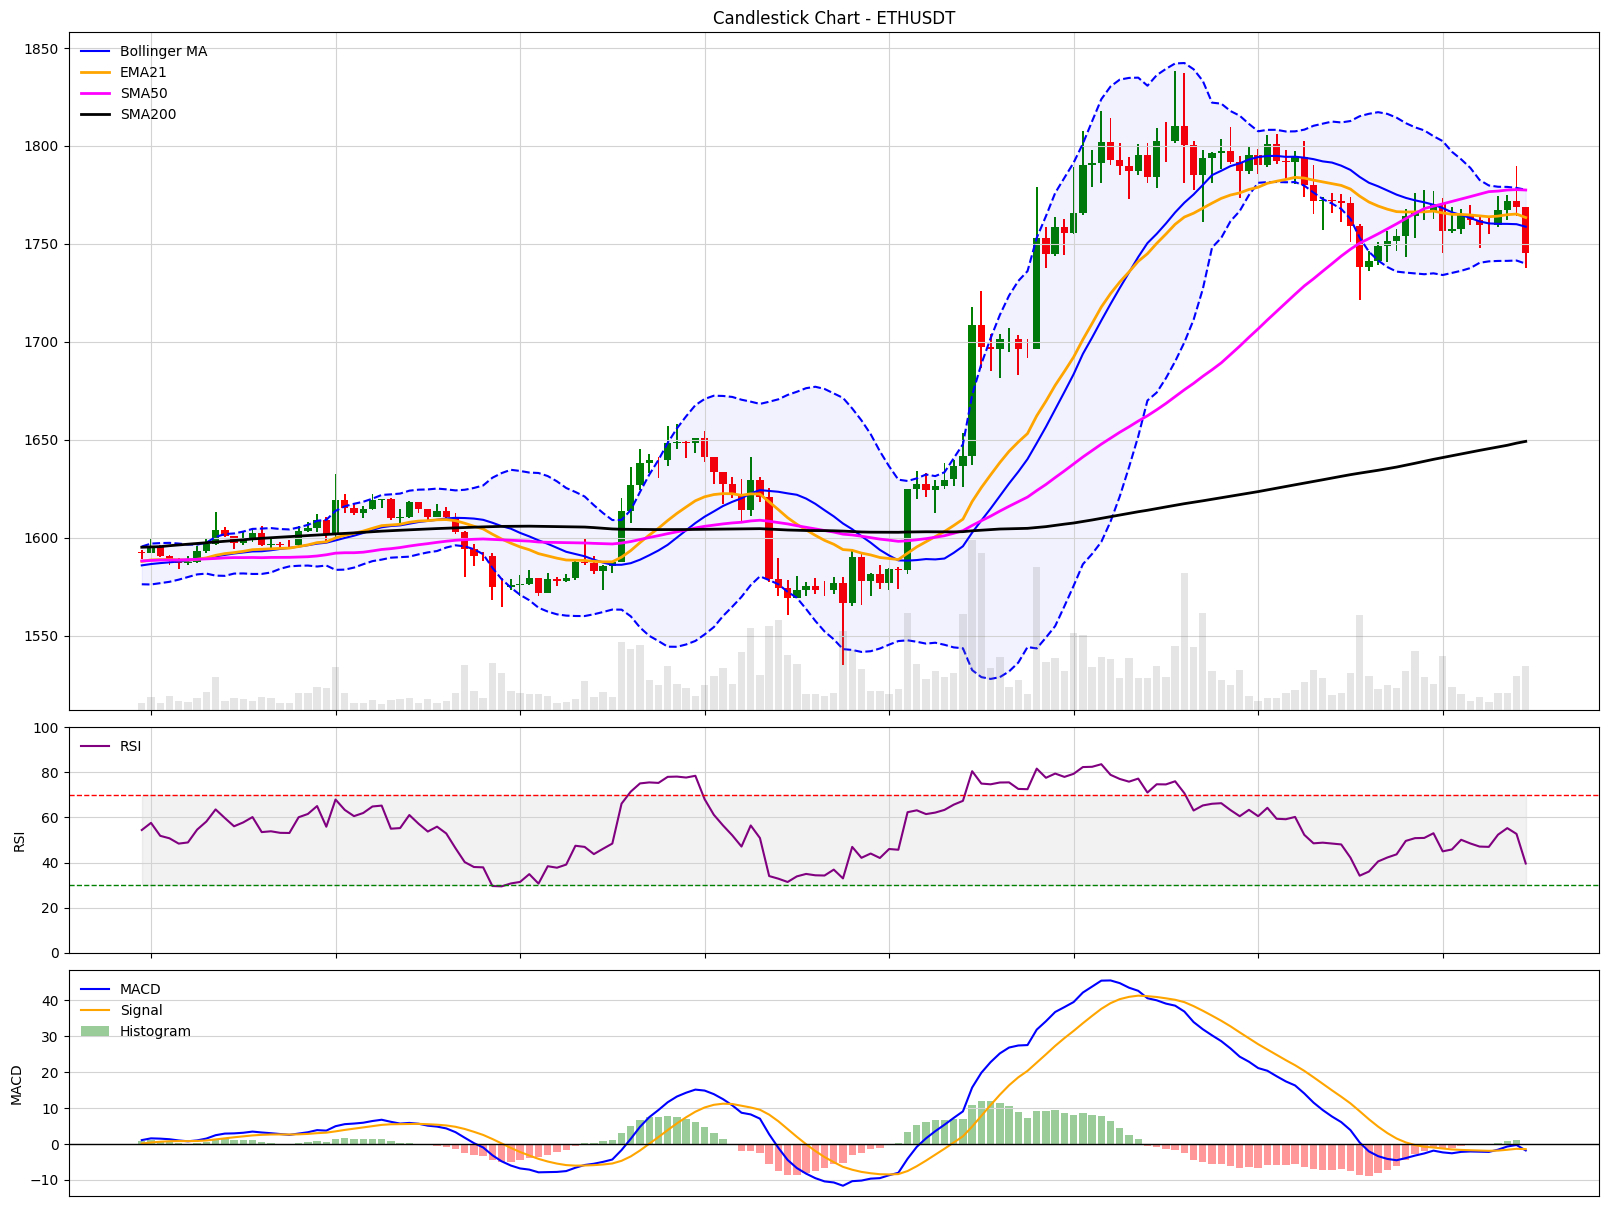 Candlestick Chart - ETHUSDT
Bollinger MA
EMA21
SMA50
SMA200
1850
1800
1750
1700
1650
1600
1550
RSI
RSI
100
80
60
40
20
0
MACD
Signal
Histogram
MACD
40
30
20
10
0
−10